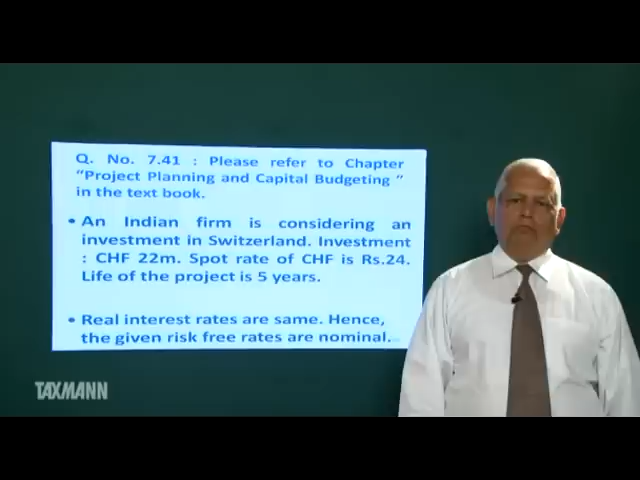 Q. No. 7.41 : Please refer to Chapter
"Project Planning and Capital Budgeting "
in the text book.
• An Indian firm is considering an
investment in Switzerland. Investment
: CHF 22m. Spot rate of CHF is Rs.24.
Life of the project is 5 years.
• Real interest rates are same. Hence,
the given risk free rates are nominal.
TAXMANN